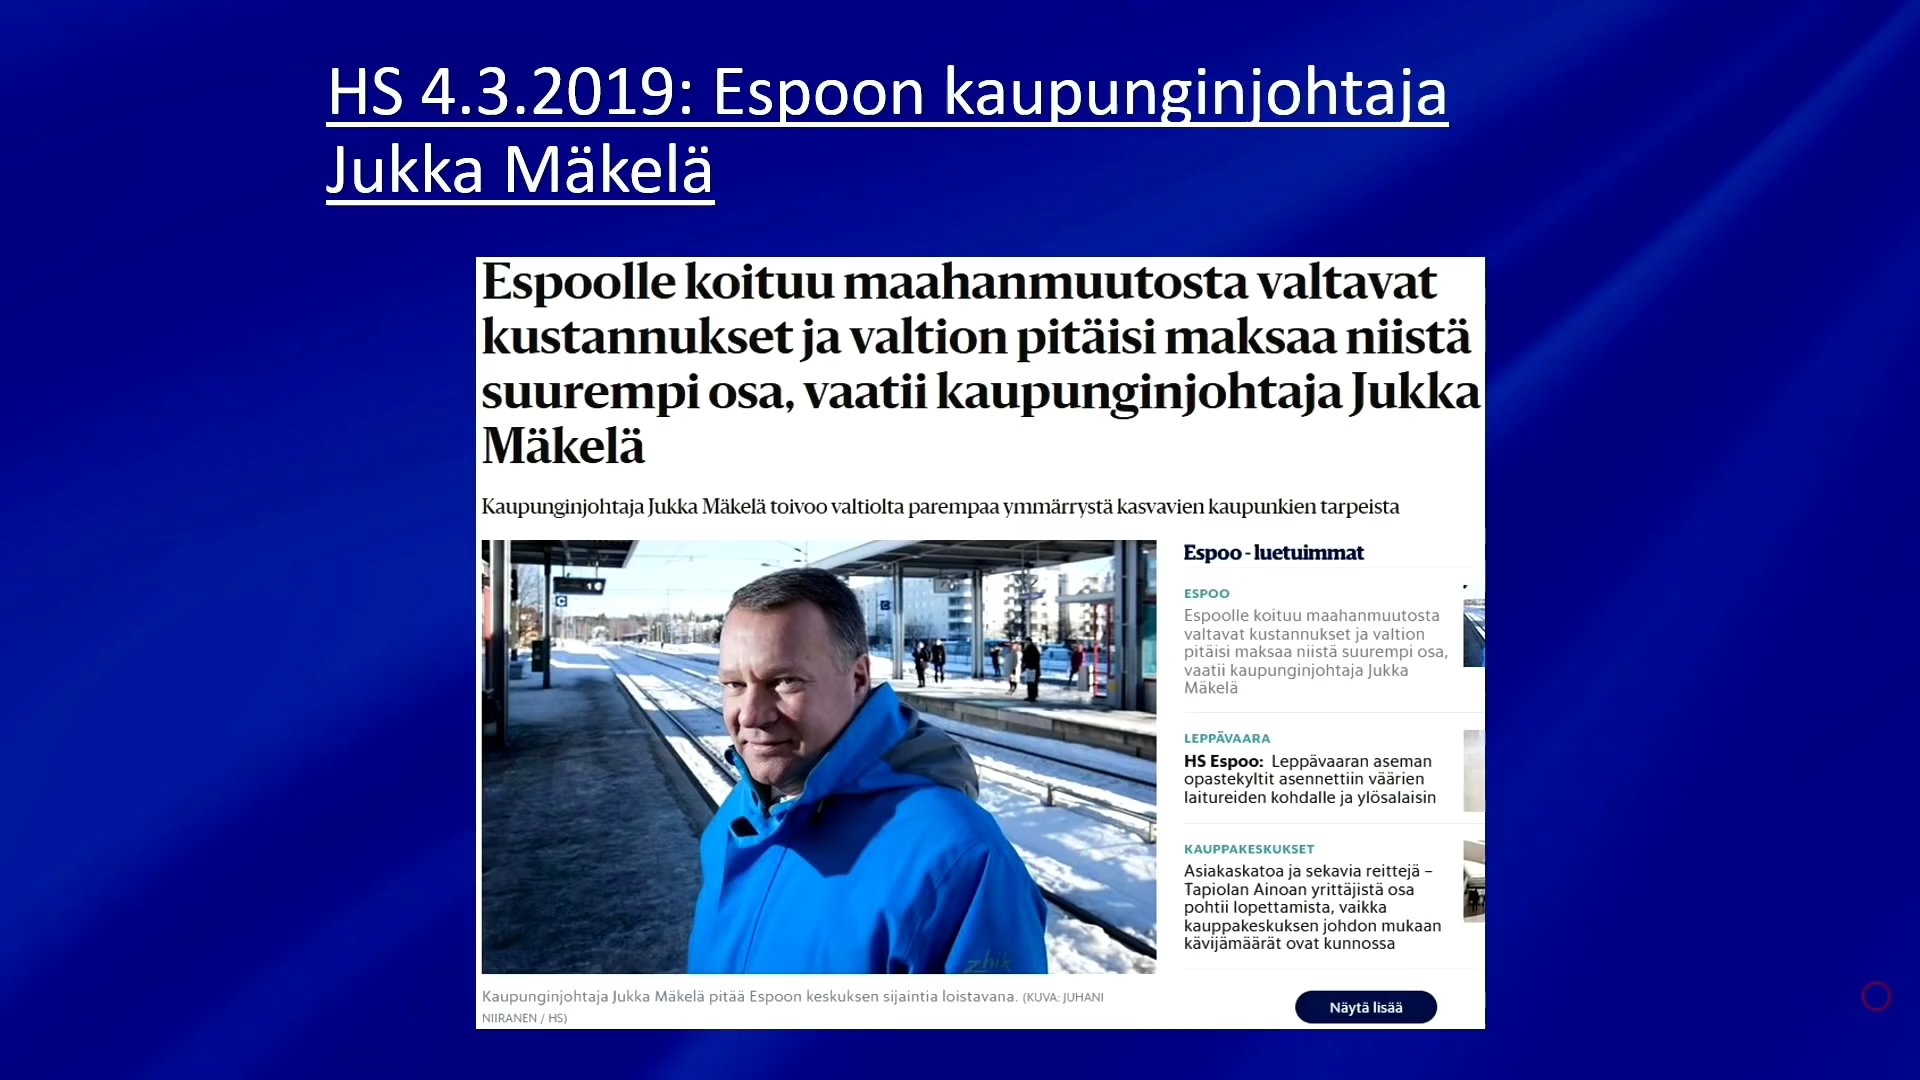 HS 4.3.2019: Espoon kaupunginjohtaja
Jukka Mäkelä
Espoolle koituu maahanmuutosta valtavat
kustannukset ja valtion pitäisi maksaa niistä
suurempi osa, vaatii kaupunginjohtaja Jukka
Mäkelä
Kaupunginjohtaja Jukka Mäkelä toivoo valtiolta parempaa ymmärrystä kasvavien kaupunkien tarpeista
C
C
zhik
Kaupunginjohtaja Jukka Mäkelä pitää Espoon keskuksen sijaintia loistavana. (KUVA: JUHANI
NIIRANEN / HS)
Espoo - luetuimmat
ESPOO
Espoolle koituu maahanmuutosta
valtavat kustannukset ja valtion
pitäisi maksaa niistä suurempi osa,
vaatii kaupunginjohtaja Jukka
Mäkelä
LEPPÄVAARA
HS Espoo: Leppävaaran aseman
opastekyltit asennettiin väärien
laitureiden kohdalle ja ylösalaisin
KAUPPAKESKUKSET
Asiakaskatoa ja sekavia reittejä –
Tapiolan Ainoan yrittäjistä osa
pohtii lopettamista, vaikka
kauppakeskuksen johdon mukaan
kävijämäärät ovat kunnossa
Näytä lisää